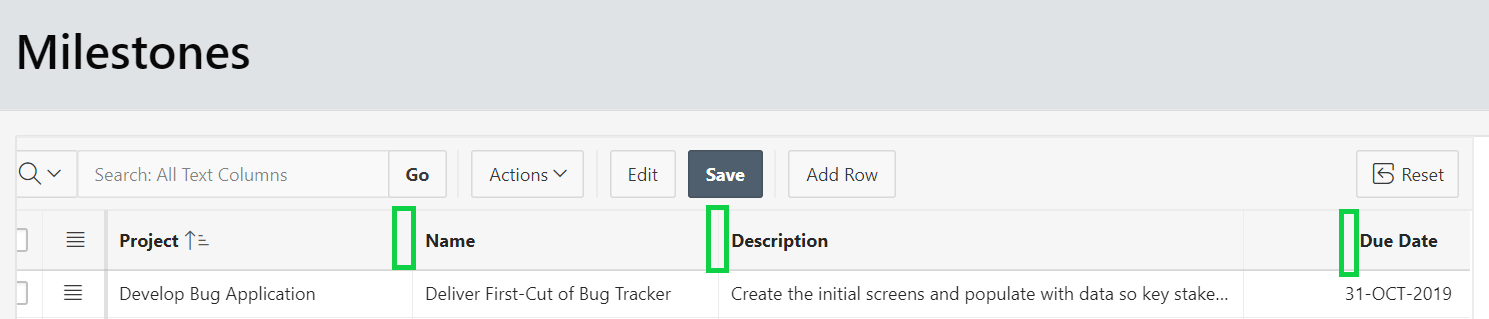 Milestones
Search: All Text Columns Go Actions Edit Save Add Row Reset
Project Name Description Due Date
Develop Bug Application Deliver First-Cut of Bug Tracker Create the initial screens and populate with data so key stake... 31-OCT-2019